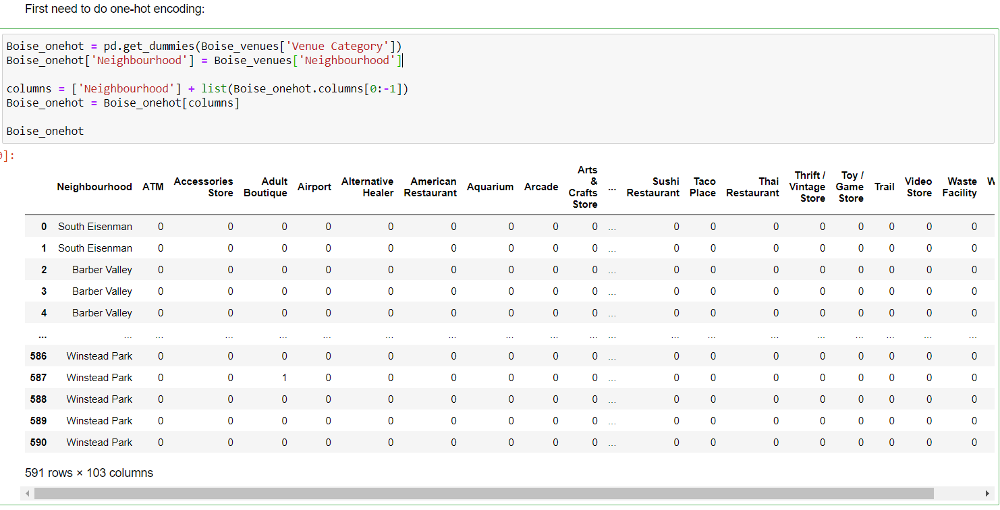 First need to do one-hot encoding:
Boise_onehot = pd.get_dummies(Boise_venues['Venue Category'])
Boise_onehot['Neighbourhood'] = Boise_venues['Neighbourhood']
columns = ['Neighbourhood'] + list(Boise_onehot.columns[0:-1])
Boise_onehot = Boise_onehot[columns]
Boise_onehot
]:
Neighbourhood ATM Accessories Store Adult Boutique Airport Alternative Healer American Restaurant Aquarium Arcade Arts & Crafts Store ... Sushi Restaurant Taco Place Thai Restaurant Thrift / Vintage Store Toy / Game Store Trail Video Store Waste Facility W
0 South Eisenman 0 0 0 0 0 0 0 0 0 ... 0 0 0 0 0 0 0 0
1 South Eisenman 0 0 0 0 0 0 0 0 0 ... 0 0 0 0 0 0 0 0
2 Barber Valley 0 0 0 0 0 0 0 0 0 ... 0 0 0 0 0 0 0 0
3 Barber Valley 0 0 0 0 0 0 0 0 0 ... 0 0 0 0 0 0 0 0
4 Barber Valley 0 0 0 0 0 0 0 0 0 ... 0 0 0 0 0 0 0 0
... ... ... ... ... ... ... ... ... ... ... ... ... ... ... ... ... ... ... ...
586 Winstead Park 0 0 0 0 0 0 0 0 0 ... 0 0 0 0 0 0 0 0
587 Winstead Park 0 0 1 0 0 0 0 0 0 ... 0 0 0 0 0 0 0 0
588 Winstead Park 0 0 0 0 0 0 0 0 0 ... 0 0 0 0 0 0 0 0
589 Winstead Park 0 0 0 0 0 0 0 0 0 ... 0 0 0 0 0 0 0 0
590 Winstead Park 0 0 0 0 0 0 0 0 0 ... 0 0 0 0 0 0 0 0
591 rows × 103 columns